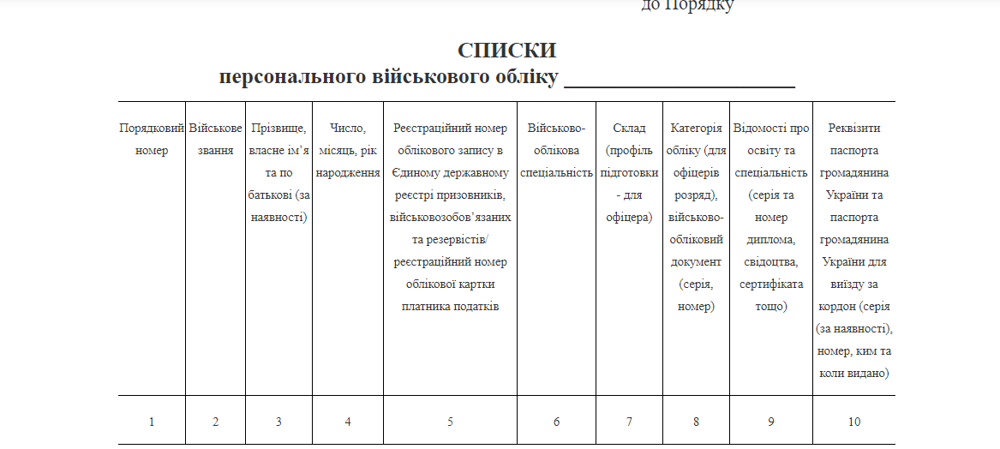 до Порядку
СПИСКИ
персонального військового обліку ____________________
Порядковий
номер
Військове
звання
Прізвище,
власне ім’я
та по
батькові (за
наявності)
Число,
місяць, рік
народження
Реєстраційний номер
облікового запису в
Єдиному державному
реєстрі призовників,
військовозобов’язаних
та резервістів/
реєстраційний номер
облікової картки
платника податків
Військово-
облікова
спеціальність
Склад
(профіль
підготовки
- для
офіцера)
Категорія
обліку (для
офіцерів
розряд),
військово-
обліковий
документ
(серія,
номер)
Відомості про
освіту та
спеціальність
(серія та
номер
диплома,
свідоцтва,
сертифіката
тощо)
Реквізити
паспорта
громадянина
України та
паспорта
громадянина
України для
виїзду за
кордон (серія
(за наявності),
номер, ким та
коли видано)
1 2 3 4 5 6 7 8 9 10